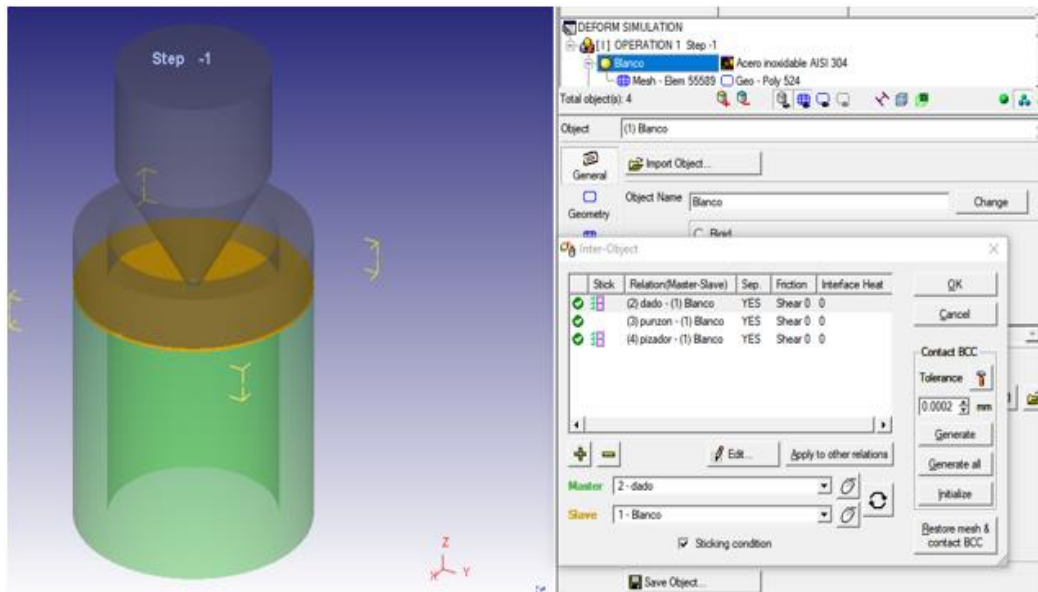 Step -1
Z
X
Y
DEFORM SIMULATION
[1] OPERATION 1 Step -1
Blanco
Acero inoxidable AISI 304
Mesh - Elem 55589
Geo - Poly 524
Total object(s): 4
Object
(1) Blanco
General
Import Object...
Geometry
Object Name
Blanco
Change
Rigid
Inter-Object
Stick Relation(Master-Slave) Sep. Friction Interface Heat
(2) dado - (1) Blanco YES Shear 0 0
(3) punzon - (1) Blanco YES Shear 0 0
(4) pizador - (1) Blanco YES Shear 0 0
OK
Cancel
Contact BCC
Tolerance
0.0002 mm
Generate
Generate all
Initialize
Restore mesh &
contact BCC
Edit...
Apply to other relations
Master
2 - dado
Slave
1 - Blanco
Sticking condition
Save Object...